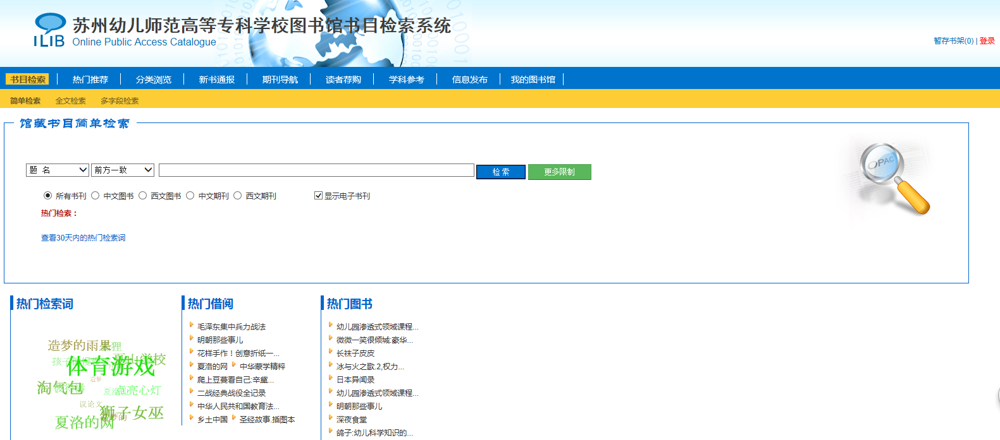 苏州幼儿师范高等专科学校图书馆书目检索系统
iLIB Online Public Access Catalogue
暂存书架(0) | 登录
书目检索 热门推荐 分类浏览 新书通报 期刊导航 读者荐购 学科参考 信息发布 我的图书馆
简单检索 全文检索 多字段检索
馆藏书目简单检索
OPAC
题 名 前方一致 检 索 更多限制
所有书刊 中文图书 西文图书 中文期刊 西文期刊 显示电子书刊
热门检索：
查看30天内的热门检索词
热门检索词
造梦的雨果
体育游戏
淘气包
造梦
点亮心灯
议论文
狮子女巫
夏洛的网
热门借阅
毛泽东集中兵力战法
明朝那些事儿
花样手作！创意折纸一...
夏洛的网 中华蒙学精粹
爬上豆蔓看自己:辛黛...
二战经典战役全记录
中华人民共和国教育法...
乡土中国 圣经故事.插图本
热门图书
幼儿园渗透式领域课程...
微微一笑很倾城:豪华...
长袜子皮皮
冰与火之歌.2,权力...
日本异闻录
幼儿园渗透式领域课程...
明朝那些事儿
深夜食堂
鸽子:幼儿科学知识的...